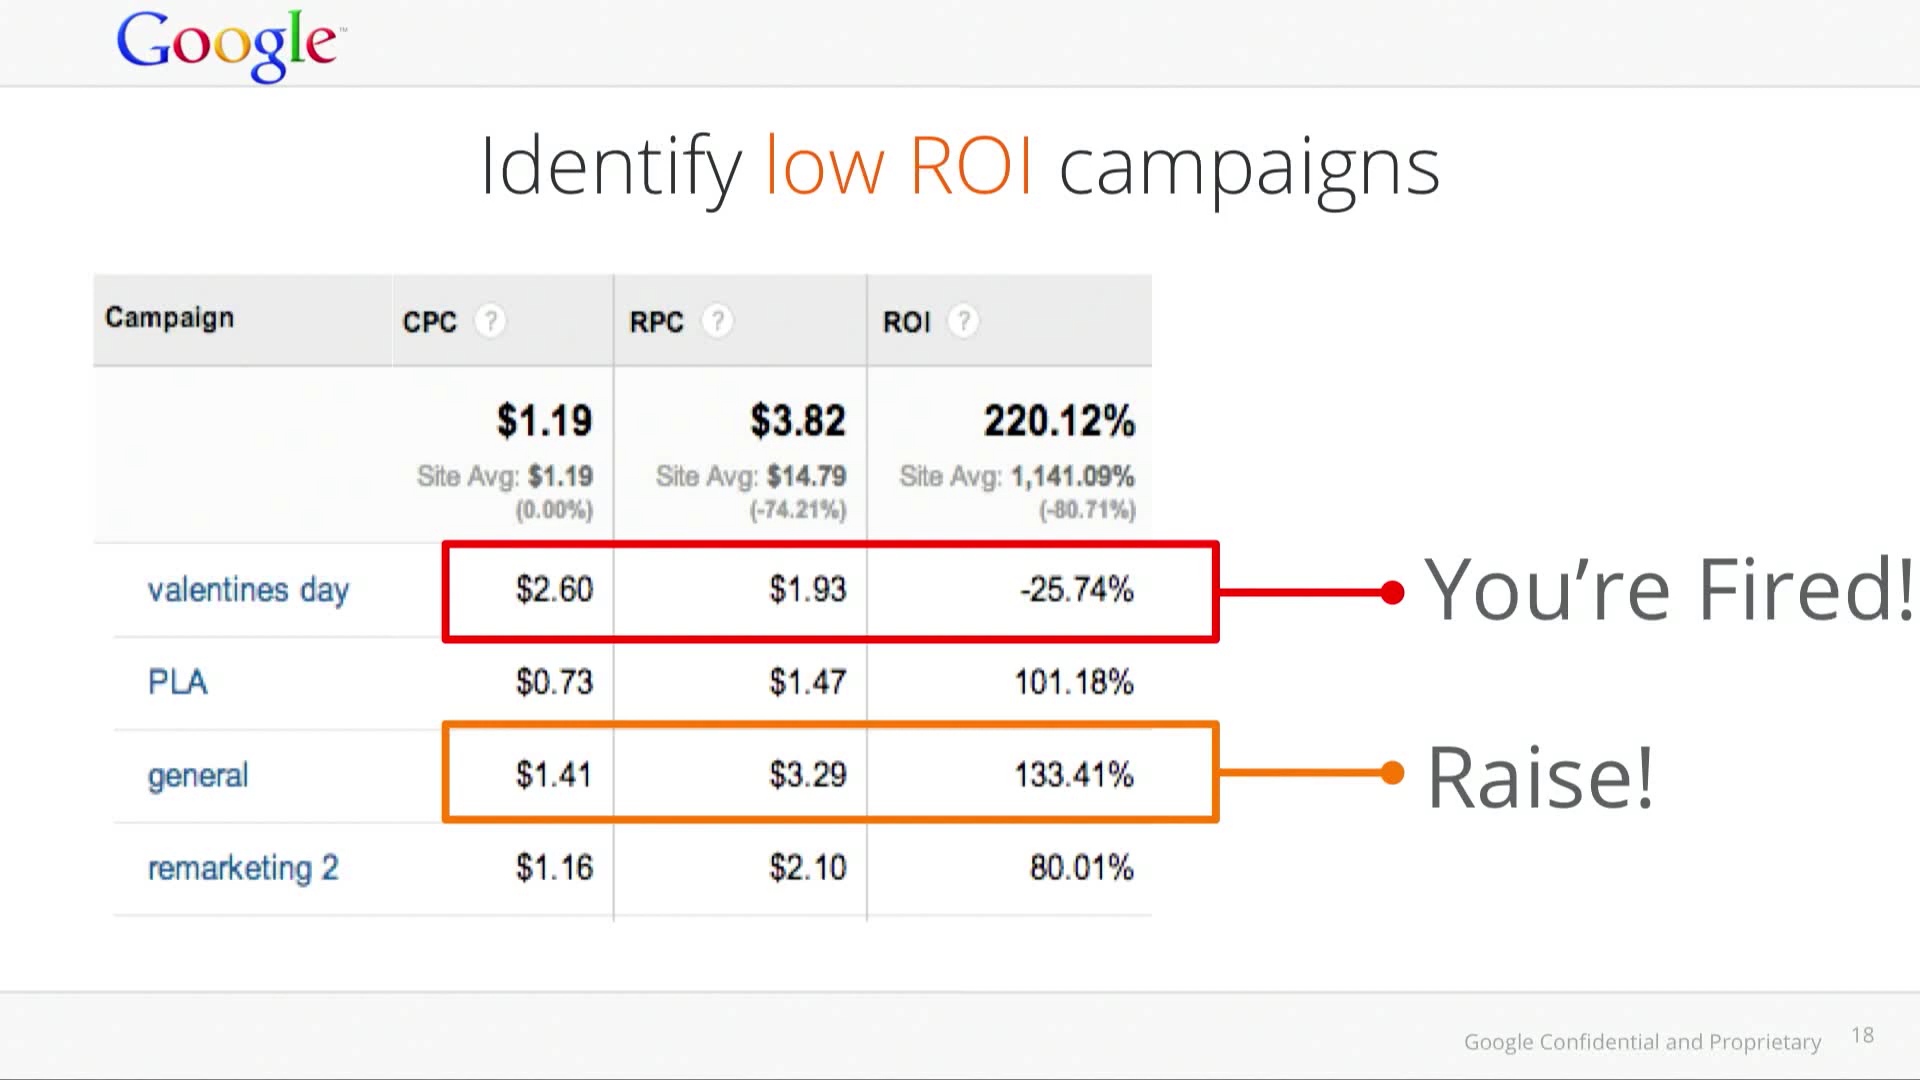 Google™
Identify low ROI campaigns
Campaign CPC ? RPC ? ROI ?
$1.19 $3.82 220.12%
Site Avg: $1.19 Site Avg: $14.79 Site Avg: 1,141.09%
(0.00%) (-74.21%) (-80.71%)
valentines day $2.60 $1.93 -25.74% You’re Fired!
PLA $0.73 $1.47 101.18%
general $1.41 $3.29 133.41% Raise!
remarketing 2 $1.16 $2.10 80.01%
Google Confidential and Proprietary 18